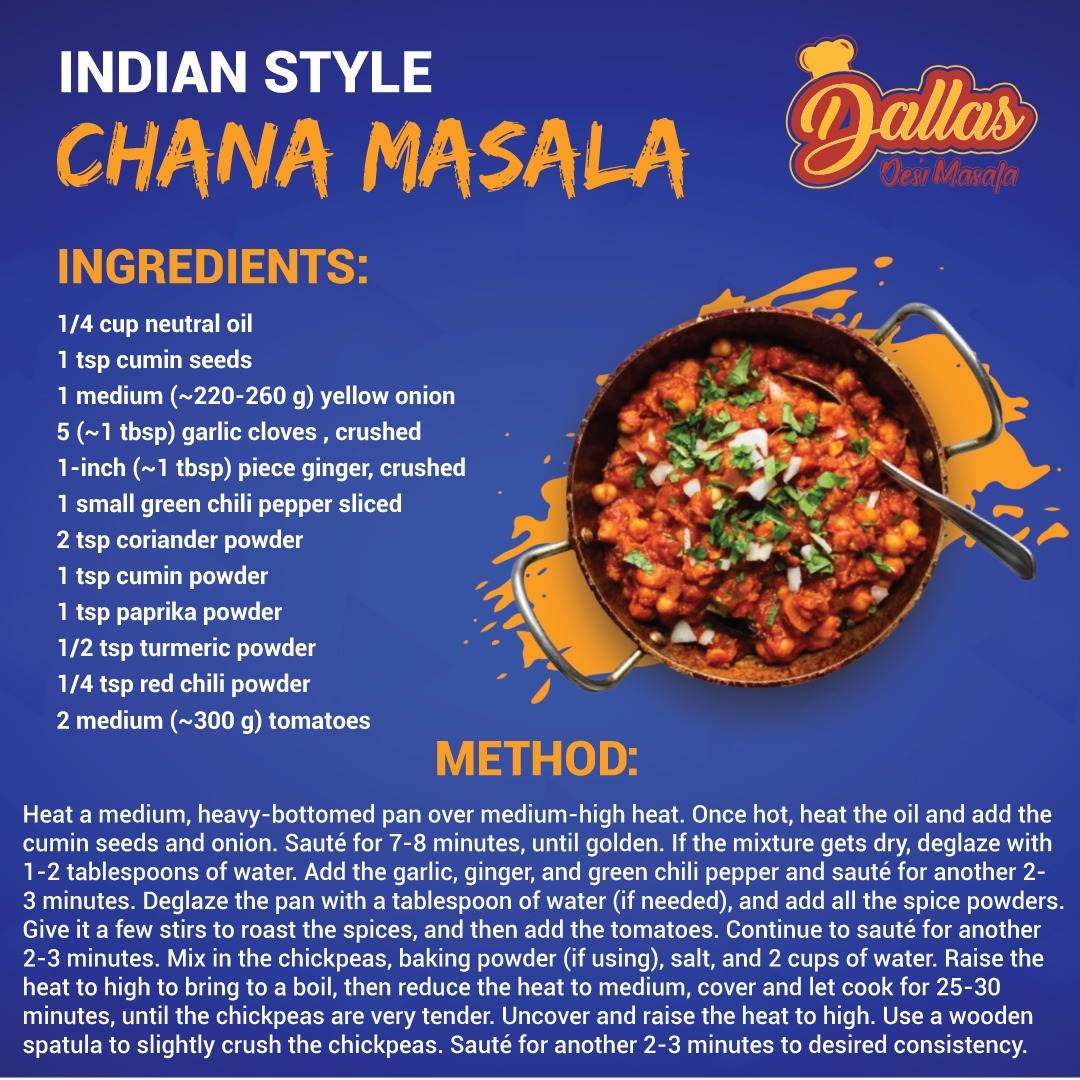 INDIAN STYLE
CHANA MASALA
Dallas
Desi Masala
INGREDIENTS:
1/4 cup neutral oil
1 tsp cumin seeds
1 medium (~220-260 g) yellow onion
5 (~1 tbsp) garlic cloves , crushed
1-inch (~1 tbsp) piece ginger, crushed
1 small green chili pepper sliced
2 tsp coriander powder
1 tsp cumin powder
1 tsp paprika powder
1/2 tsp turmeric powder
1/4 tsp red chili powder
2 medium (~300 g) tomatoes
METHOD:
Heat a medium, heavy-bottomed pan over medium-high heat. Once hot, heat the oil and add the
cumin seeds and onion. Sauté for 7-8 minutes, until golden. If the mixture gets dry, deglaze with
1-2 tablespoons of water. Add the garlic, ginger, and green chili pepper and sauté for another 2-
3 minutes. Deglaze the pan with a tablespoon of water (if needed), and add all the spice powders.
Give it a few stirs to roast the spices, and then add the tomatoes. Continue to sauté for another
2-3 minutes. Mix in the chickpeas, baking powder (if using), salt, and 2 cups of water. Raise the
heat to high to bring to a boil, then reduce the heat to medium, cover and let cook for 25-30
minutes, until the chickpeas are very tender. Uncover and raise the heat to high. Use a wooden
spatula to slightly crush the chickpeas. Sauté for another 2-3 minutes to desired consistency.